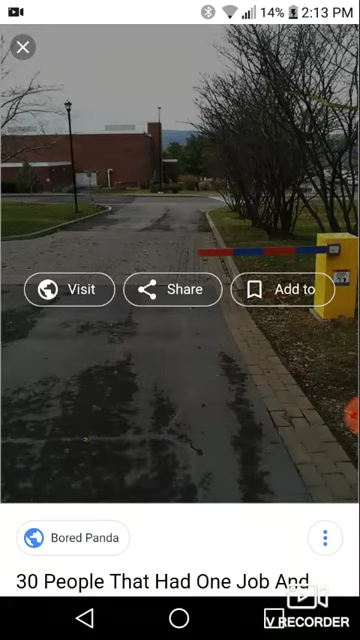 14% 2:13 PM
Visit
Share
Add to
Bored Panda
30 People That Had One Job And
V RECORDER